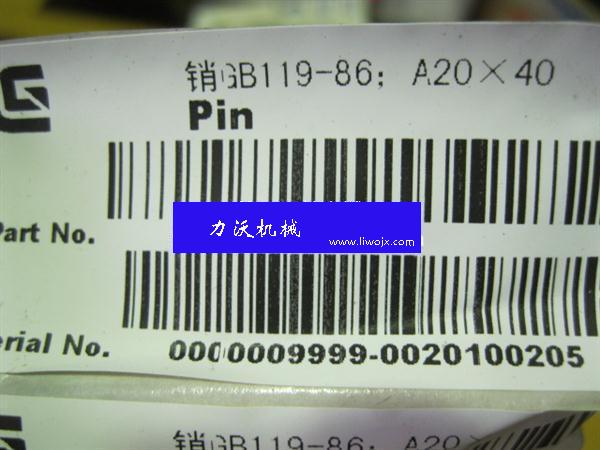 销GB119-86; A20×40
Pin
Part No.
力沃机械
www.liwojx.com
erial No. 0000009999-0020100205
销GB119-86; A20×